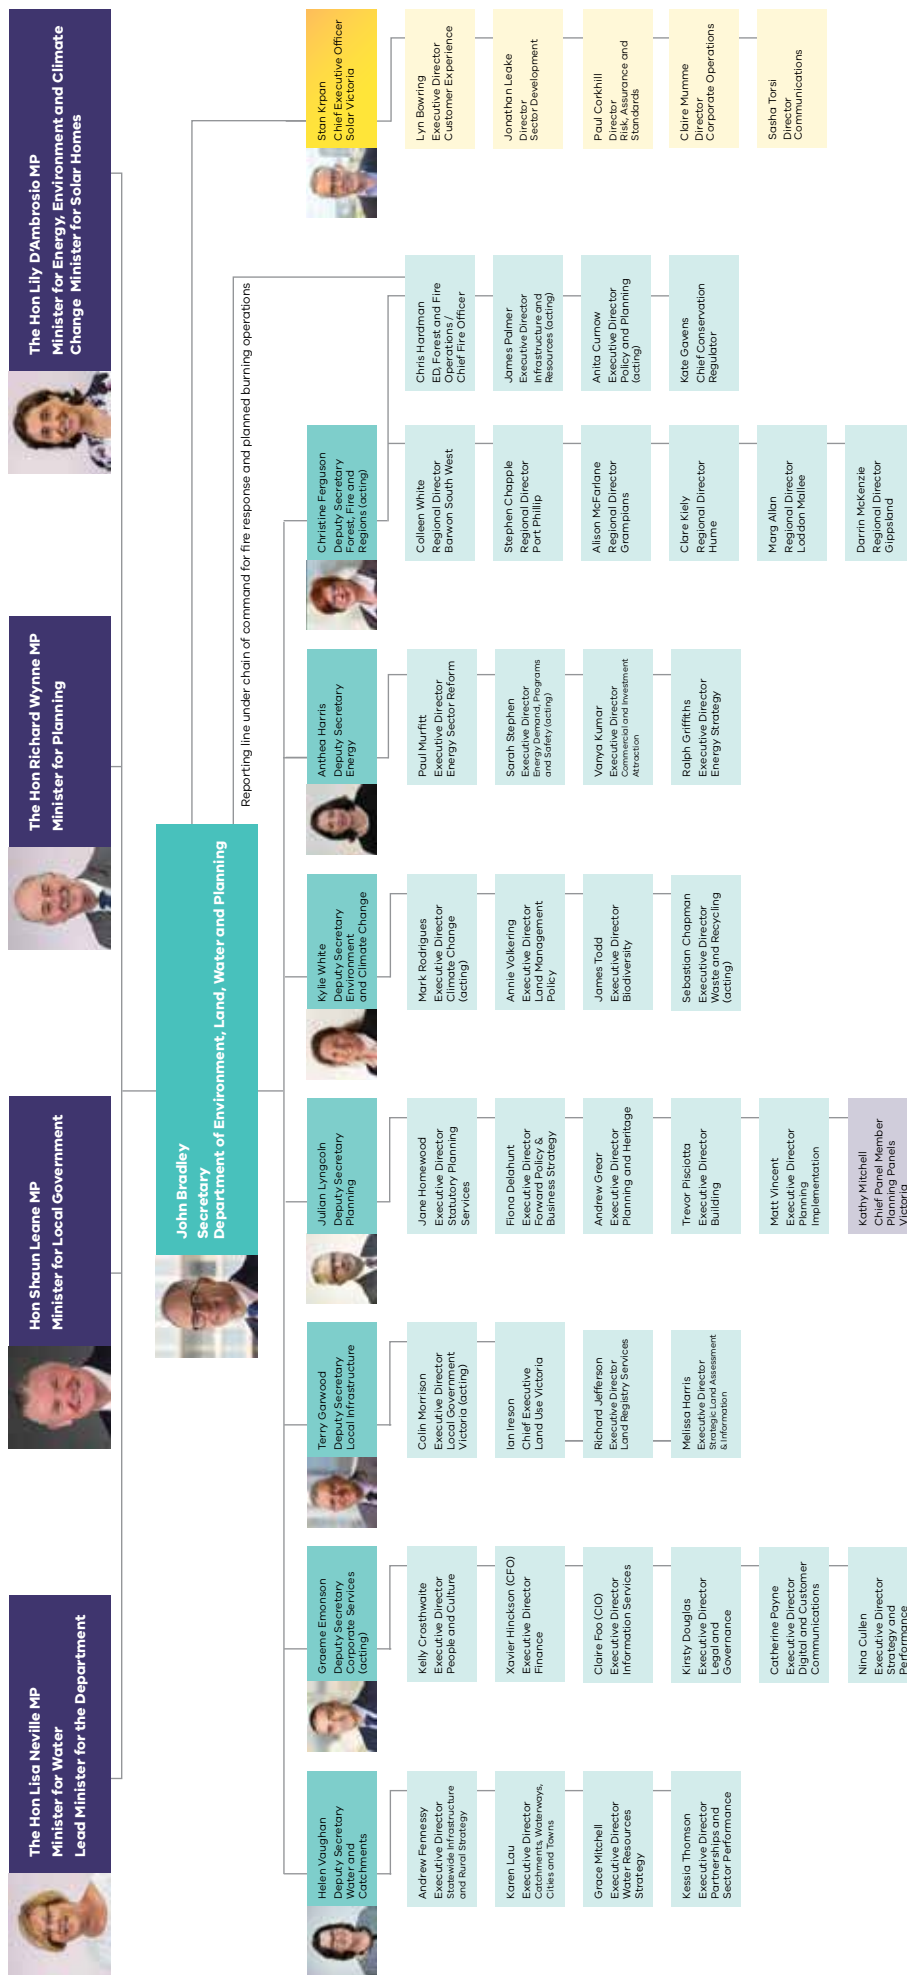 The Hon Lisa Neville MP
Minister for Water
Lead Minister for the Department
Hon Shaun Leane MP
Minister for Local Government
The Hon Richard Wynne MP
Minister for Planning
The Hon Lily D'Ambrosio MP
Minister for Energy, Environment and Climate
Change Minister for Solar Homes
John Bradley
Secretary
Department of Environment, Land, Water and Planning
Reporting line under chain of command for fire response and planned burning operations
Helen Vaughan
Deputy Secretary
Water and
Catchments
Andrew Fennessy
Executive Director
Statewide Infrastructure
and Rural Strategy
Karen Lau
Executive Director
Catchments, Waterways,
Cities and Towns
Grace Mitchell
Executive Director
Water Resources
Strategy
Kessia Thomson
Executive Director
Partnerships and
Sector Performance
Graeme Emonson
Deputy Secretary
Corporate Services
(acting)
Kelly Crosthwaite
Executive Director
People and Culture
Xavier Hinckson (CFO)
Executive Director
Finance
Claire Foo (CIO)
Executive Director
Information Services
Kirsty Douglas
Executive Director
Legal and
Governance
Catherine Payne
Executive Director
Digital and Customer
Communications
Nina Cullen
Executive Director
Strategy and
Performance
Terry Garwood
Deputy Secretary
Local Infrastructure
Colin Morrison
Executive Director
Local Government
Victoria (acting)
Ian Ireson
Chief Executive
Land Use Victoria
Richard Jefferson
Executive Director
Land Registry Services
Melissa Harris
Executive Director
Strategic Land Assessment
& Information
Julian Lyngcoln
Deputy Secretary
Planning
Jane Homewood
Executive Director
Statutory Planning
Services
Fiona Delahunt
Executive Director
Forward Policy &
Business Strategy
Andrew Grear
Executive Director
Planning and Heritage
Trevor Pisciotta
Executive Director
Building
Matt Vincent
Executive Director
Planning
Implementation
Kathy Mitchell
Chief Panel Member
Planning Panels
Victoria
Kylie White
Deputy Secretary
Environment
and Climate Change
Mark Rodrigues
Executive Director
Climate Change
(acting)
Annie Volkering
Executive Director
Land Management
Policy
James Todd
Executive Director
Biodiversity
Sebastian Chapman
Executive Director
Waste and Recycling
(acting)
Anthea Harris
Deputy Secretary
Energy
Paul Murfitt
Executive Director
Energy Sector Reform
Sarah Stephen
Executive Director
Energy Demand, Programs
and Safety (acting)
Vanya Kumar
Executive Director
Commercial and Investment
Attraction
Ralph Griffiths
Executive Director
Energy Strategy
Christine Ferguson
Deputy Secretary
Forest, Fire and
Regions (acting)
Colleen White
Regional Director
Barwon South West
Stephen Chapple
Regional Director
Port Phillip
Alison McFarlane
Regional Director
Grampians
Clare Kiely
Regional Director
Hume
Marg Allan
Regional Director
Loddon Mallee
Darrin McKenzie
Regional Director
Gippsland
Chris Hardman
ED, Forest and Fire
Operations /
Chief Fire Officer
James Palmer
Executive Director
Infrastructure and
Resources (acting)
Anita Curnow
Executive Director
Policy and Planning
(acting)
Kate Gavens
Chief Conservation
Regulator
Stan Krpan
Chief Executive Officer
Solar Victoria
Lyn Bowring
Executive Director
Customer Experience
Jonathan Leake
Director
Sector Development
Paul Corkhill
Director
Risk, Assurance and
Standards
Claire Mumme
Director
Corporate Operations
Sasha Torsi
Director
Communications